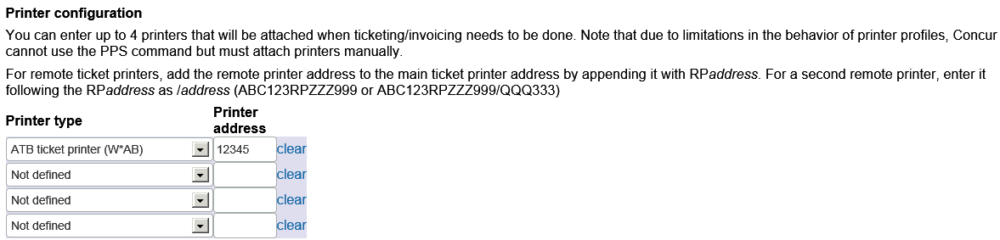 Printer configuration
You can enter up to 4 printers that will be attached when ticketing/invoicing needs to be done. Note that due to limitations in the behavior of printer profiles, Concur
cannot use the PPS command but must attach printers manually.
For remote ticket printers, add the remote printer address to the main ticket printer address by appending it with RPaddress. For a second remote printer, enter it
following the RPaddress as /address (ABC123RPZZZ999 or ABC123RPZZZ999/QQQ333)
Printer type
Printer
address
ATB ticket printer (W*AB) 12345 clear
Not defined clear
Not defined clear
Not defined clear